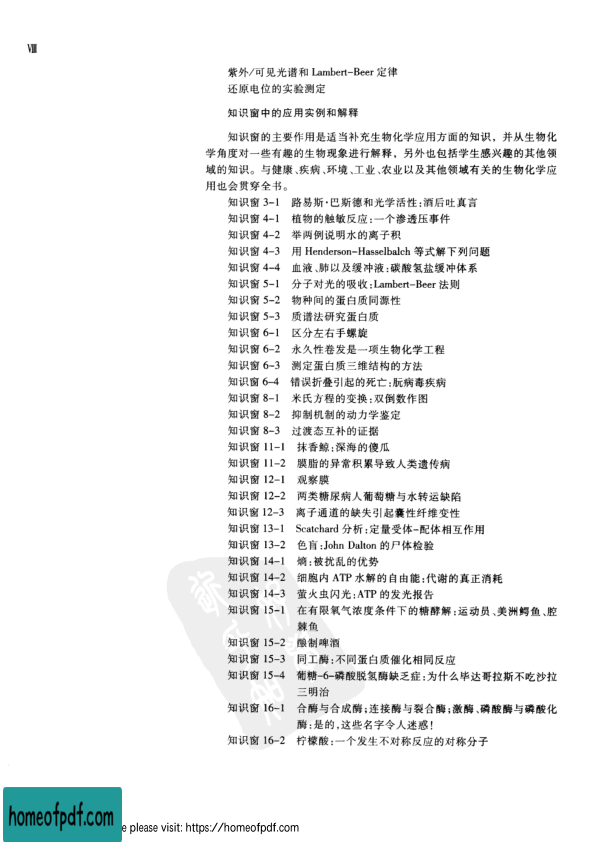 Ⅷ
紫外/可见光谱和 Lambert-Beer 定律
还原电位的实验测定
知识窗中的应用实例和解释
知识窗的主要作用是适当补充生物化学应用方面的知识，并从生物化
学角度对一些有趣的生物现象进行解释，另外也包括学生感兴趣的其他领
域的知识。与健康、疾病、环境、工业、农业以及其他领域有关的生物化学应
用也会贯穿全书。
知识窗 3-1 路易斯·巴斯德和光学活性；酒后吐真言
知识窗 4-1 植物的触敏反应：一个渗透压事件
知识窗 4-2 举两例说明水的离子积
知识窗 4-3 用 Henderson-Hasselbalch 等式解下列问题
知识窗 4-4 血液、肺以及缓冲液：碳酸氢盐缓冲体系
知识窗 5-1 分子对光的吸收：Lambert-Beer 法则
知识窗 5-2 物种间的蛋白质同源性
知识窗 5-3 质谱法研究蛋白质
知识窗 6-1 区分左右手螺旋
知识窗 6-2 永久性卷发是一项生物化学工程
知识窗 6-3 测定蛋白质三维结构的方法
知识窗 6-4 错误折叠引起的死亡：朊病毒疾病
知识窗 8-1 米氏方程的变换：双倒数作图
知识窗 8-2 抑制机制的动力学鉴定
知识窗 8-3 过渡态互补的证据
知识窗 11-1 抹香鲸：深海的傻瓜
知识窗 11-2 膜脂的异常积累导致人类遗传病
知识窗 12-1 观察膜
知识窗 12-2 两类糖尿病人葡萄糖与水转运缺陷
知识窗 12-3 离子通道的缺失引起囊性纤维变性
知识窗 13-1 Scatchard 分析：定量受体-配体相互作用
知识窗 13-2 色盲：John Dalton 的尸体检验
知识窗 14-1 熵：被扰乱的优势
知识窗 14-2 细胞内 ATP 水解的自由能：代谢的真正消耗
知识窗 14-3 萤火虫闪光：ATP 的发光报告
知识窗 15-1 在有限氧气浓度条件下的糖酵解：运动员、美洲鳄鱼、腔
棘鱼
知识窗 15-2 酿制啤酒
知识窗 15-3 同工酶：不同蛋白质催化相同反应
知识窗 15-4 葡糖-6-磷酸脱氢酶缺乏症：为什么毕达哥拉斯不吃沙拉
三明治
知识窗 16-1 合酶与合成酶；连接酶与裂合酶；激酶、磷酸酶与磷酸化
酶：是的，这些名字令人迷惑！
知识窗 16-2 柠檬酸：一个发生不对称反应的对称分子
homeofpdf.com
e please visit: https://homeofpdf.com